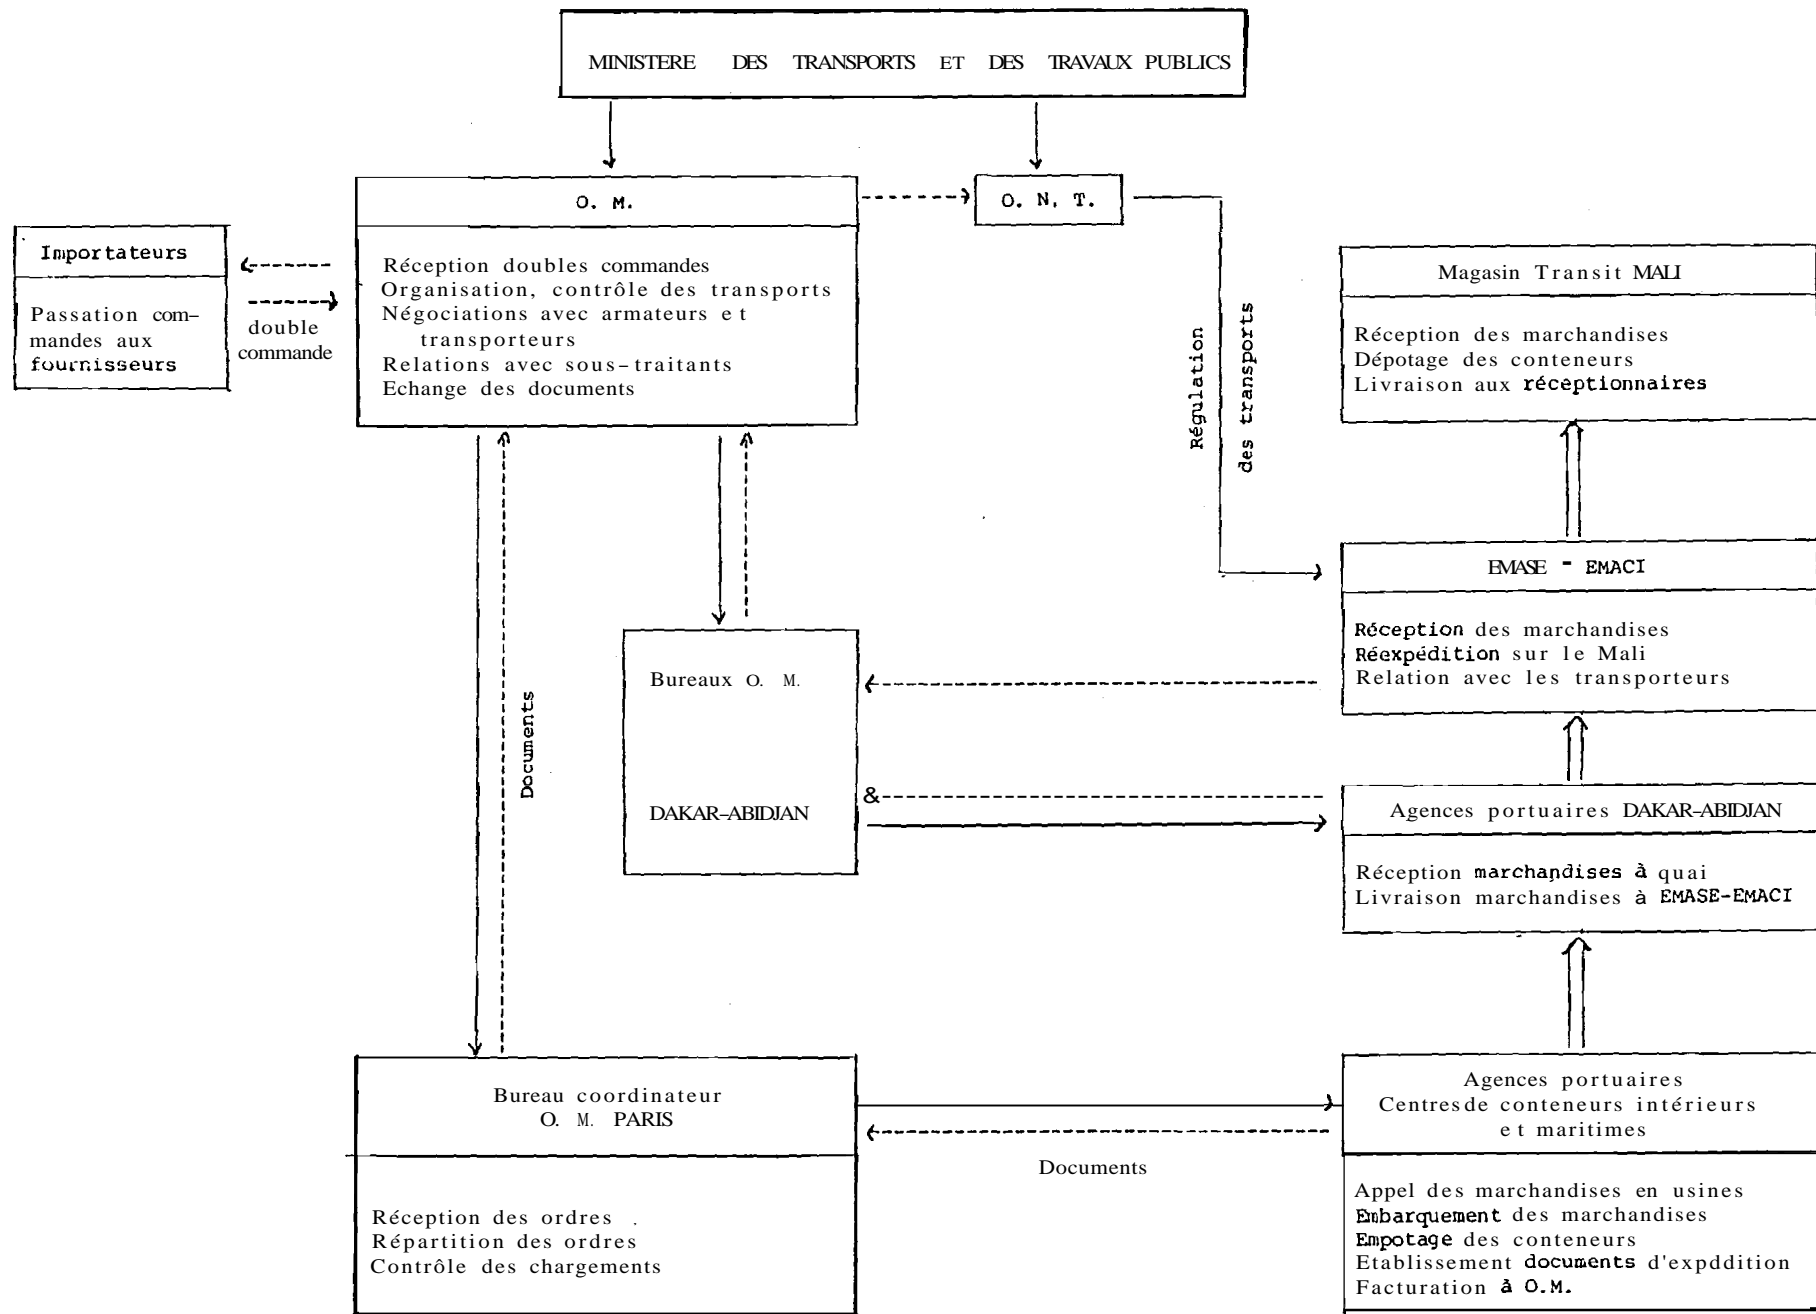 MINISTERE DES TRANSPORTS ET DES TRAVAUX PUBLICS
O. M.
Réception doubles commandes
Organisation, contrôle des transports
Négociations avec armateurs et
transporteurs
Relations avec sous-traitants
Echange des documents
O. N. T.
Importateurs
Passation com-
mandes aux
fournisseurs
double
commande
Régulation
des transports
Magasin Transit MALI
Réception des marchandises
Dépotage des conteneurs
Livraison aux réceptionnaires
EMASE - EMACI
Réception des marchandises
Réexpédition sur le Mali
Relation avec les transporteurs
Bureaux O. M.
DAKAR-ABIDJAN
&
Documents
Agences portuaires DAKAR-ABIDJAN
Réception marchandises à quai
Livraison marchandises à EMASE-EMACI
Bureau coordinateur
O. M. PARIS
Réception des ordres .
Répartition des ordres
Contrôle des chargements
Documents
Agences portuaires
Centres de conteneurs intérieurs
et maritimes
Appel des marchandises en usines
Embarquement des marchandises
Empotage des conteneurs
Etablissement documents d'expddition
Facturation à O.M.